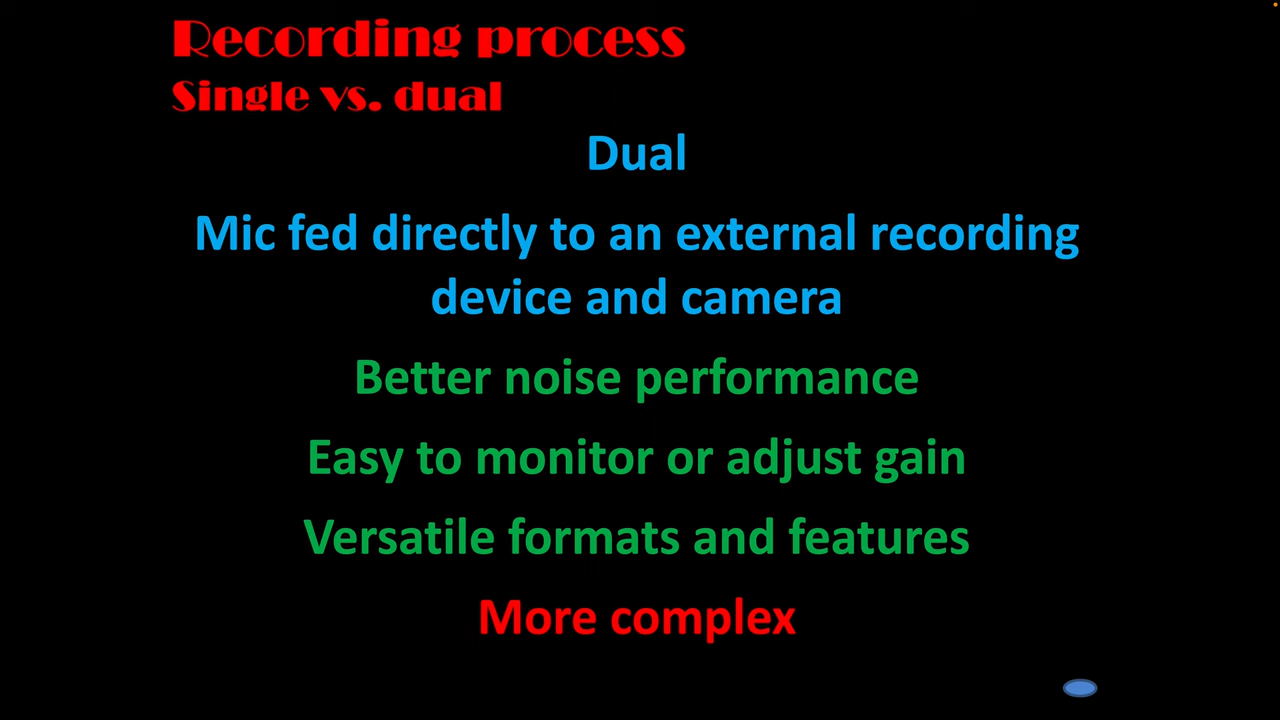 Recording process
Single vs. dual
Dual
Mic fed directly to an external recording
device and camera
Better noise performance
Easy to monitor or adjust gain
Versatile formats and features
More complex